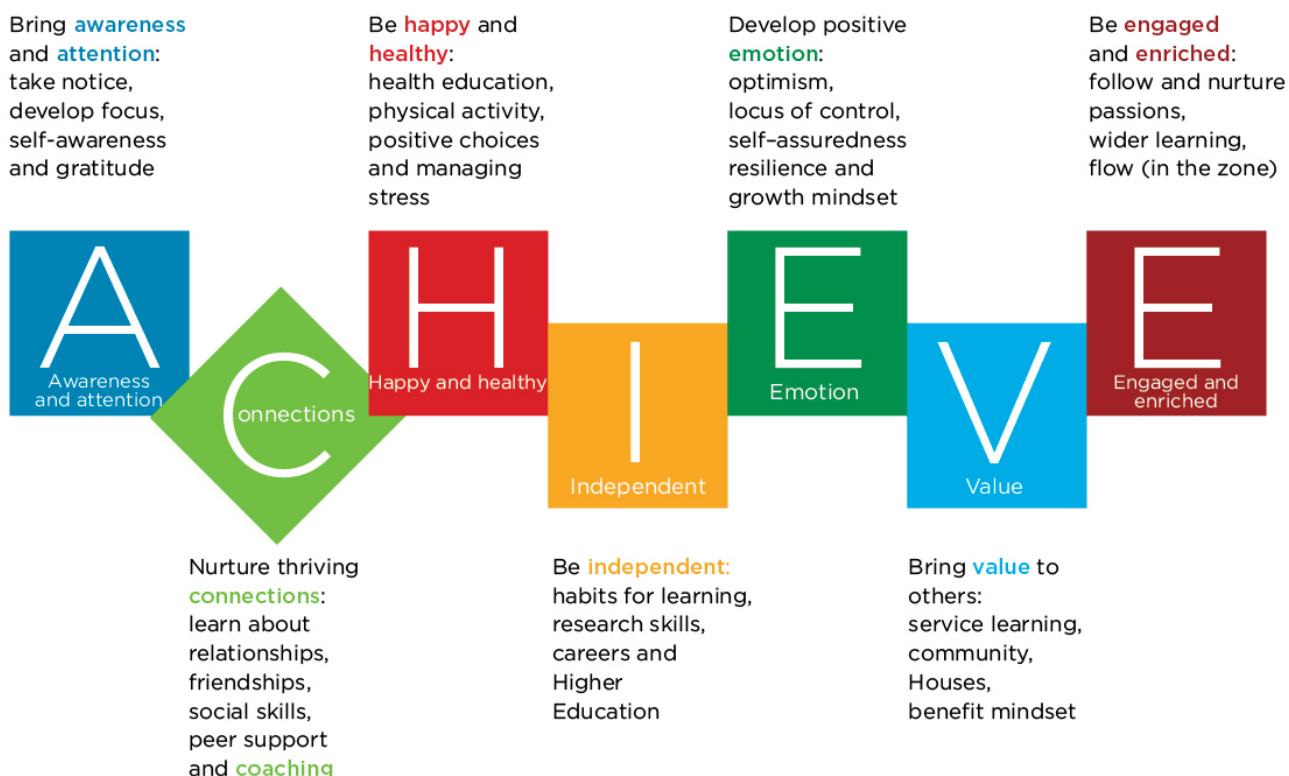 Bring awareness
and attention:
take notice,
develop focus,
self-awareness
and gratitude
Be happy and
healthy:
health education,
physical activity,
positive choices
and managing
stress
Develop positive
emotion:
optimism,
locus of control,
self–assuredness
resilience and
growth mindset
Be engaged
and enriched:
follow and nurture
passions,
wider learning,
flow (in the zone)
A
Awareness
and attention
C
onnections
H
Happy and healthy
I
Independent
E
Emotion
V
Value
E
Engaged and
enriched
Nurture thriving
connections:
learn about
relationships,
friendships,
social skills,
peer support
and coaching
Be independent:
habits for learning,
research skills,
careers and
Higher
Education
Bring value to
others:
service learning,
community,
Houses,
benefit mindset